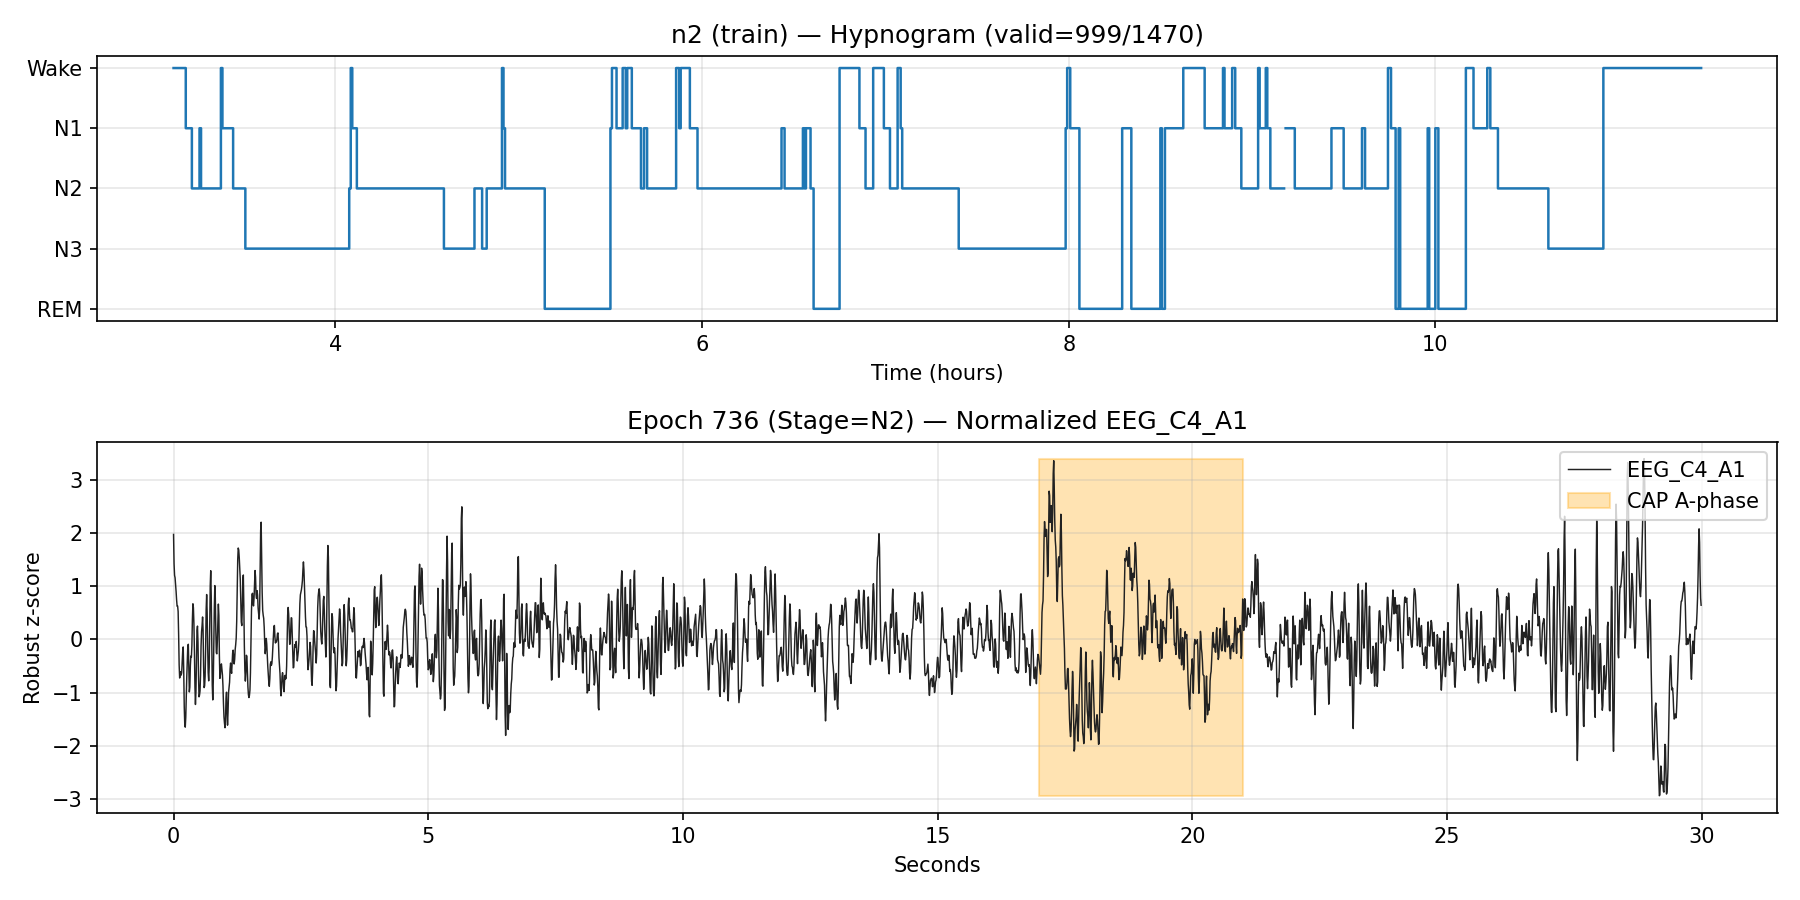 n2 (train) — Hypnogram (valid=999/1470)
Wake
N1
N2
N3
REM
4 6 8 10
Time (hours)
Epoch 736 (Stage=N2) — Normalized EEG_C4_A1
Robust z-score
3
2
1
0
−1
−2
−3
EEG_C4_A1
CAP A-phase
0 5 10 15 20 25 30
Seconds